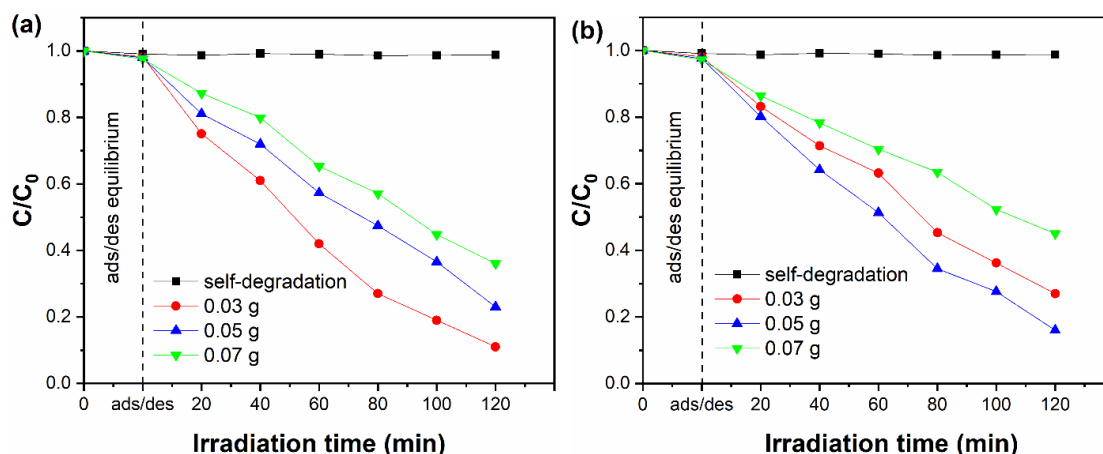 (a)
C/C0
1.0
0.8
0.6
0.4
0.2
0.0
ads/des equilibrium
self-degradation
0.03 g
0.05 g
0.07 g
0 ads/des 20 40 60 80 100 120
Irradiation time (min)
(b)
C/C0
1.0
0.8
0.6
0.4
0.2
0.0
ads/des equilibrium
self-degradation
0.03 g
0.05 g
0.07 g
0 ads/des 20 40 60 80 100 120
Irradiation time (min)